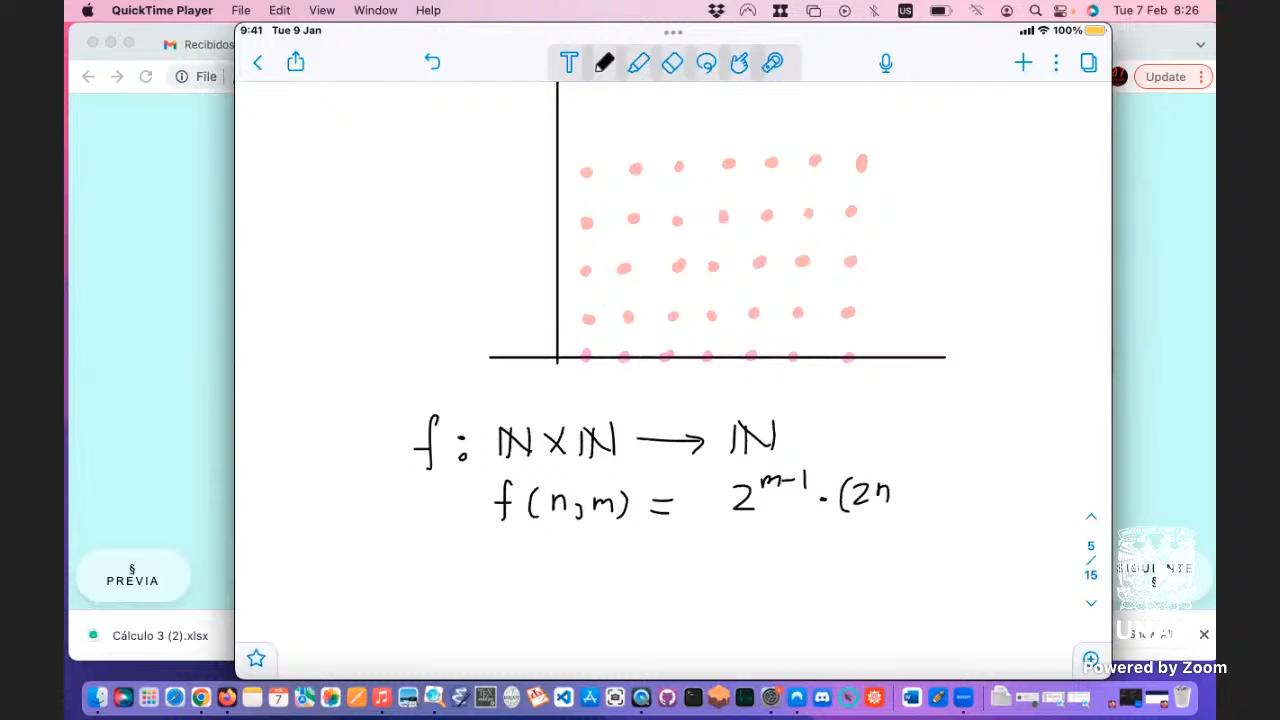 QuickTime Player File Edit View Window Help Tue 7 Feb 8:26
9:41 Tue 9 Jan 100%
Recibidos
File
Update
f : ℕ × ℕ → ℕ
f(n,m) = 2^{m-1} · (2n
5
/
15
§
PREVIA
SIGUIENTE
§
Cálculo 3 (2).xlsx
Powered by Zoom